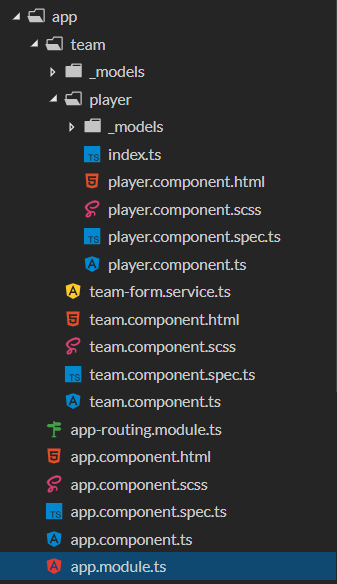 app
team
_models
player
_models
index.ts
player.component.html
player.component.scss
player.component.spec.ts
player.component.ts
team-form.service.ts
team.component.html
team.component.scss
team.component.spec.ts
team.component.ts
app-routing.module.ts
app.component.html
app.component.scss
app.component.spec.ts
app.component.ts
app.module.ts